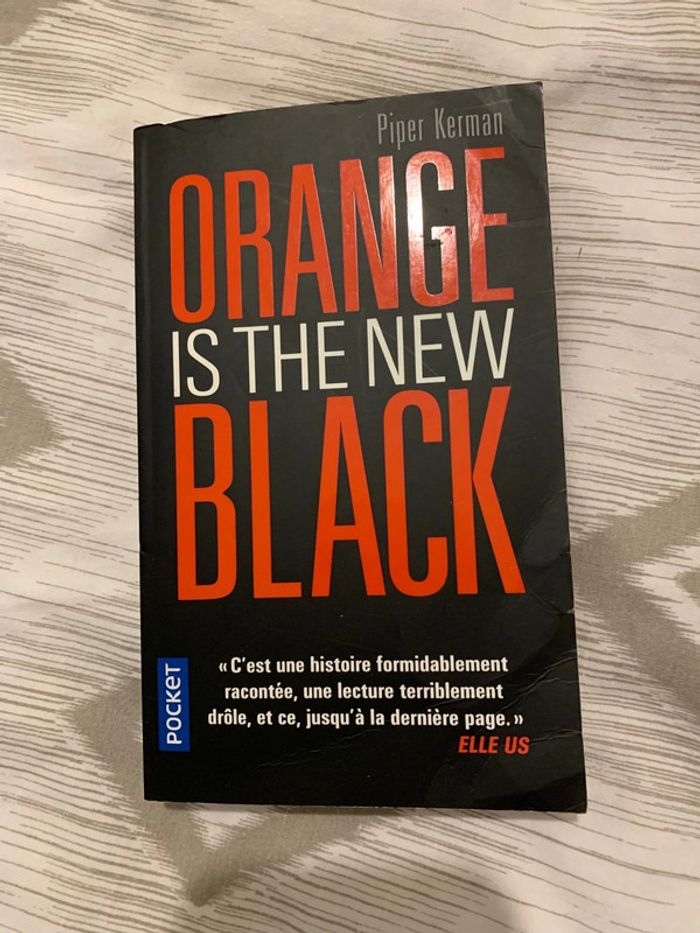 Piper Kerman
ORANGE
IS THE NEW
BLACK
« C'est une histoire formidablement
racontée, une lecture terriblement
drôle, et ce, jusqu'à la dernière page. »
ELLE US
POCKET